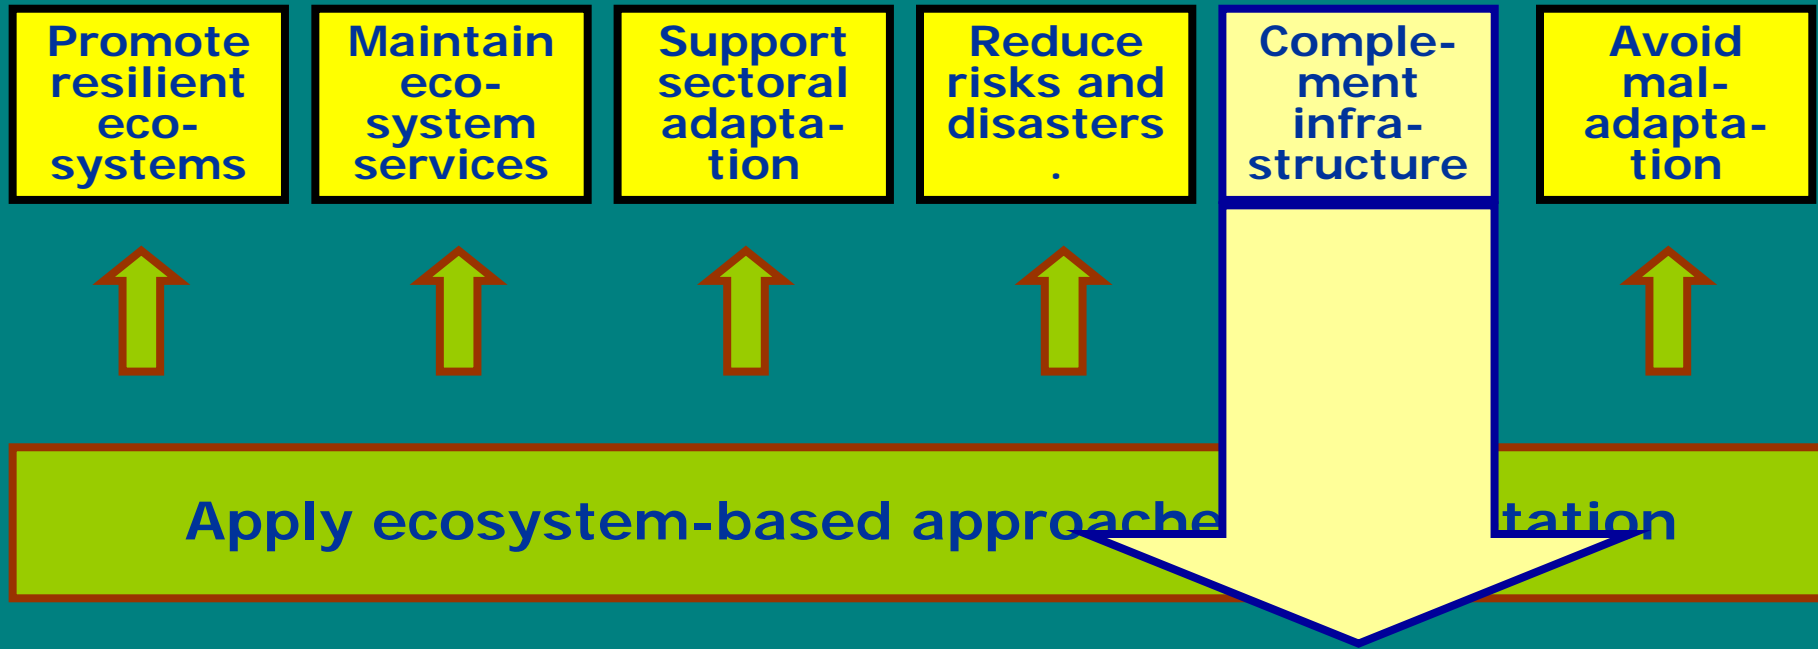 Promote
resilient
eco-
systems
Maintain
eco-
system
services
Support
sectoral
adapta-
tion
Reduce
risks and
disasters
.
Comple-
ment
infra-
structure
Avoid
mal-
adapta-
tion
Apply ecosystem-based approache tation